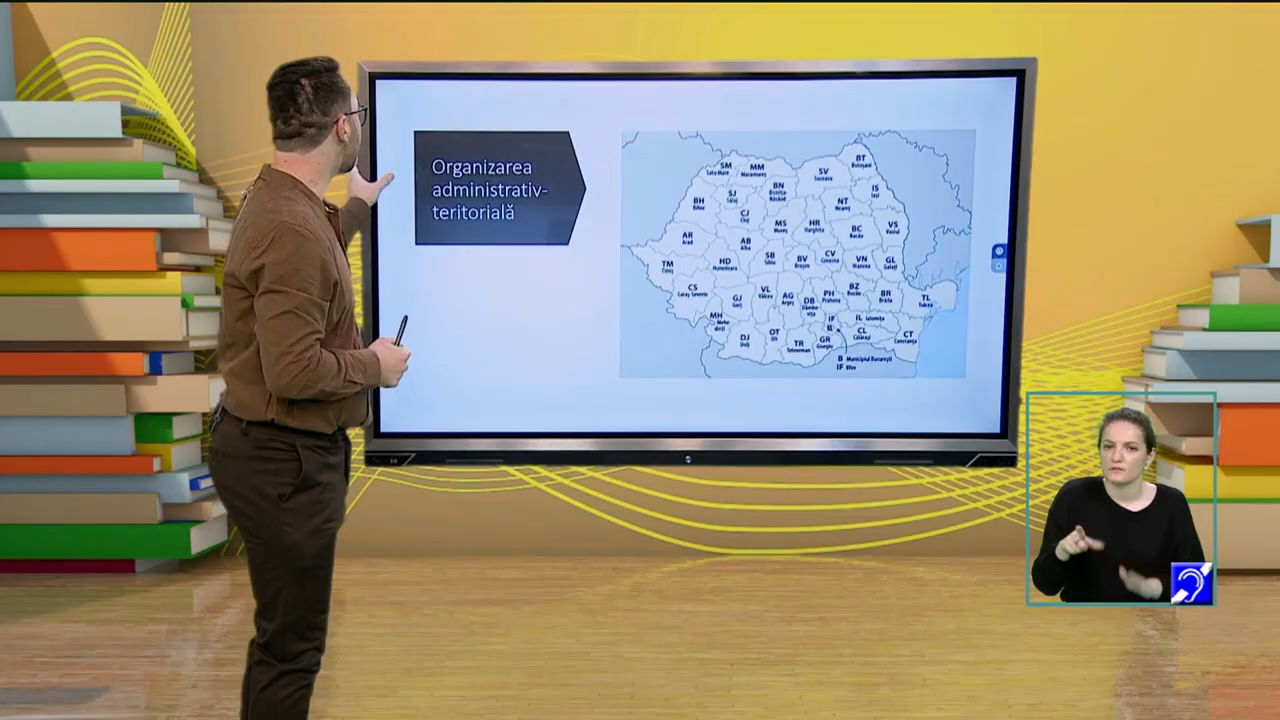 Organizarea
administrativ-
teritorială
BT
Botoșani
SM
Satu Mare
MM
Maramureș
SV
Suceava
BN
Bistrița-
Năsăud
IS
Iași
SJ
Sălaj
BH
Bihor
NT
Neamț
CJ
Cluj
MS
Mureș
HR
Harghita
BC
Bacău
VS
Vaslui
AR
Arad
AB
Alba
TM
Timiș
HD
Hunedoara
SB
Sibiu
BV
Brașov
CV
Covasna
VN
Vrancea
GL
Galați
CS
Caraș Severin
GJ
Gorj
VL
Vâlcea
AG
Argeș
DB
Dâmbo-
vița
PH
Prahova
BZ
Buzău
BR
Brăila
TL
Tulcea
MH
Mehe-
dinți
IF
B
IL Ialomița
DJ
Dolj
OT
Olt
TR
Teleorman
GR
Giurgiu
CL
Călărași
CT
Constanța
B Municipiul București
IF Ilfov